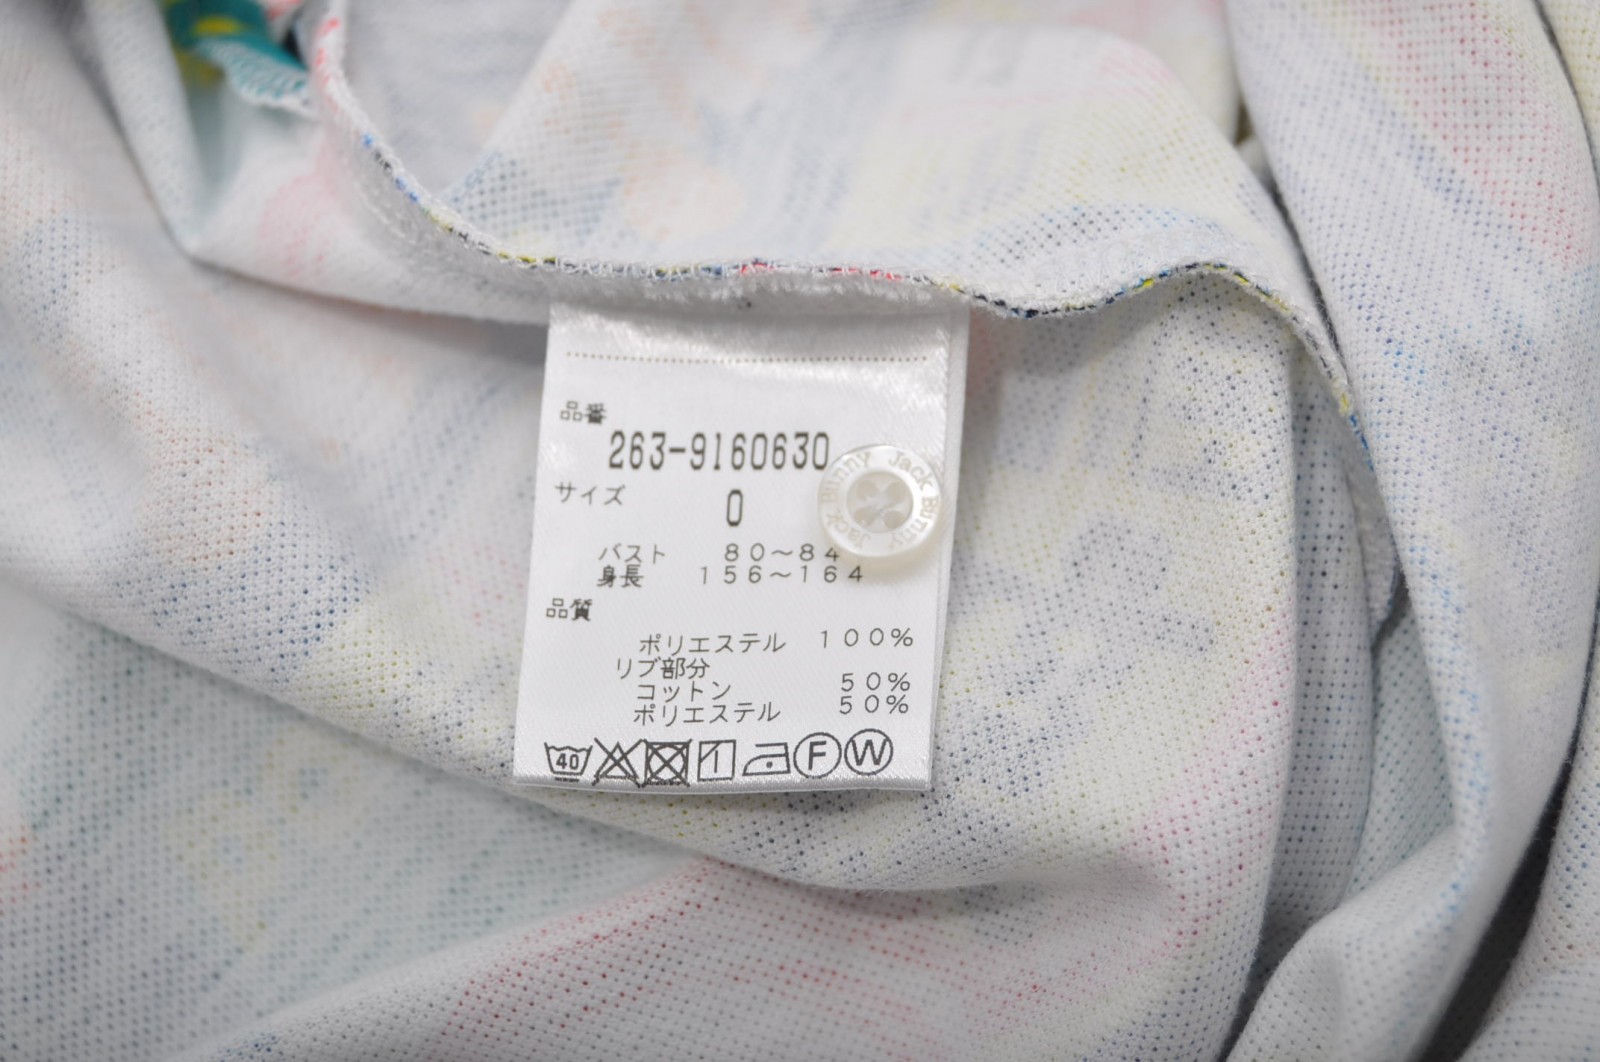 品番
263-9160630
サイズ
0
Jack Bunny Jack Bunny
バスト 80～84
身長 156～164
品質
ポリエステル 100%
リブ部分
コットン 50%
ポリエステル 50%
40 F W